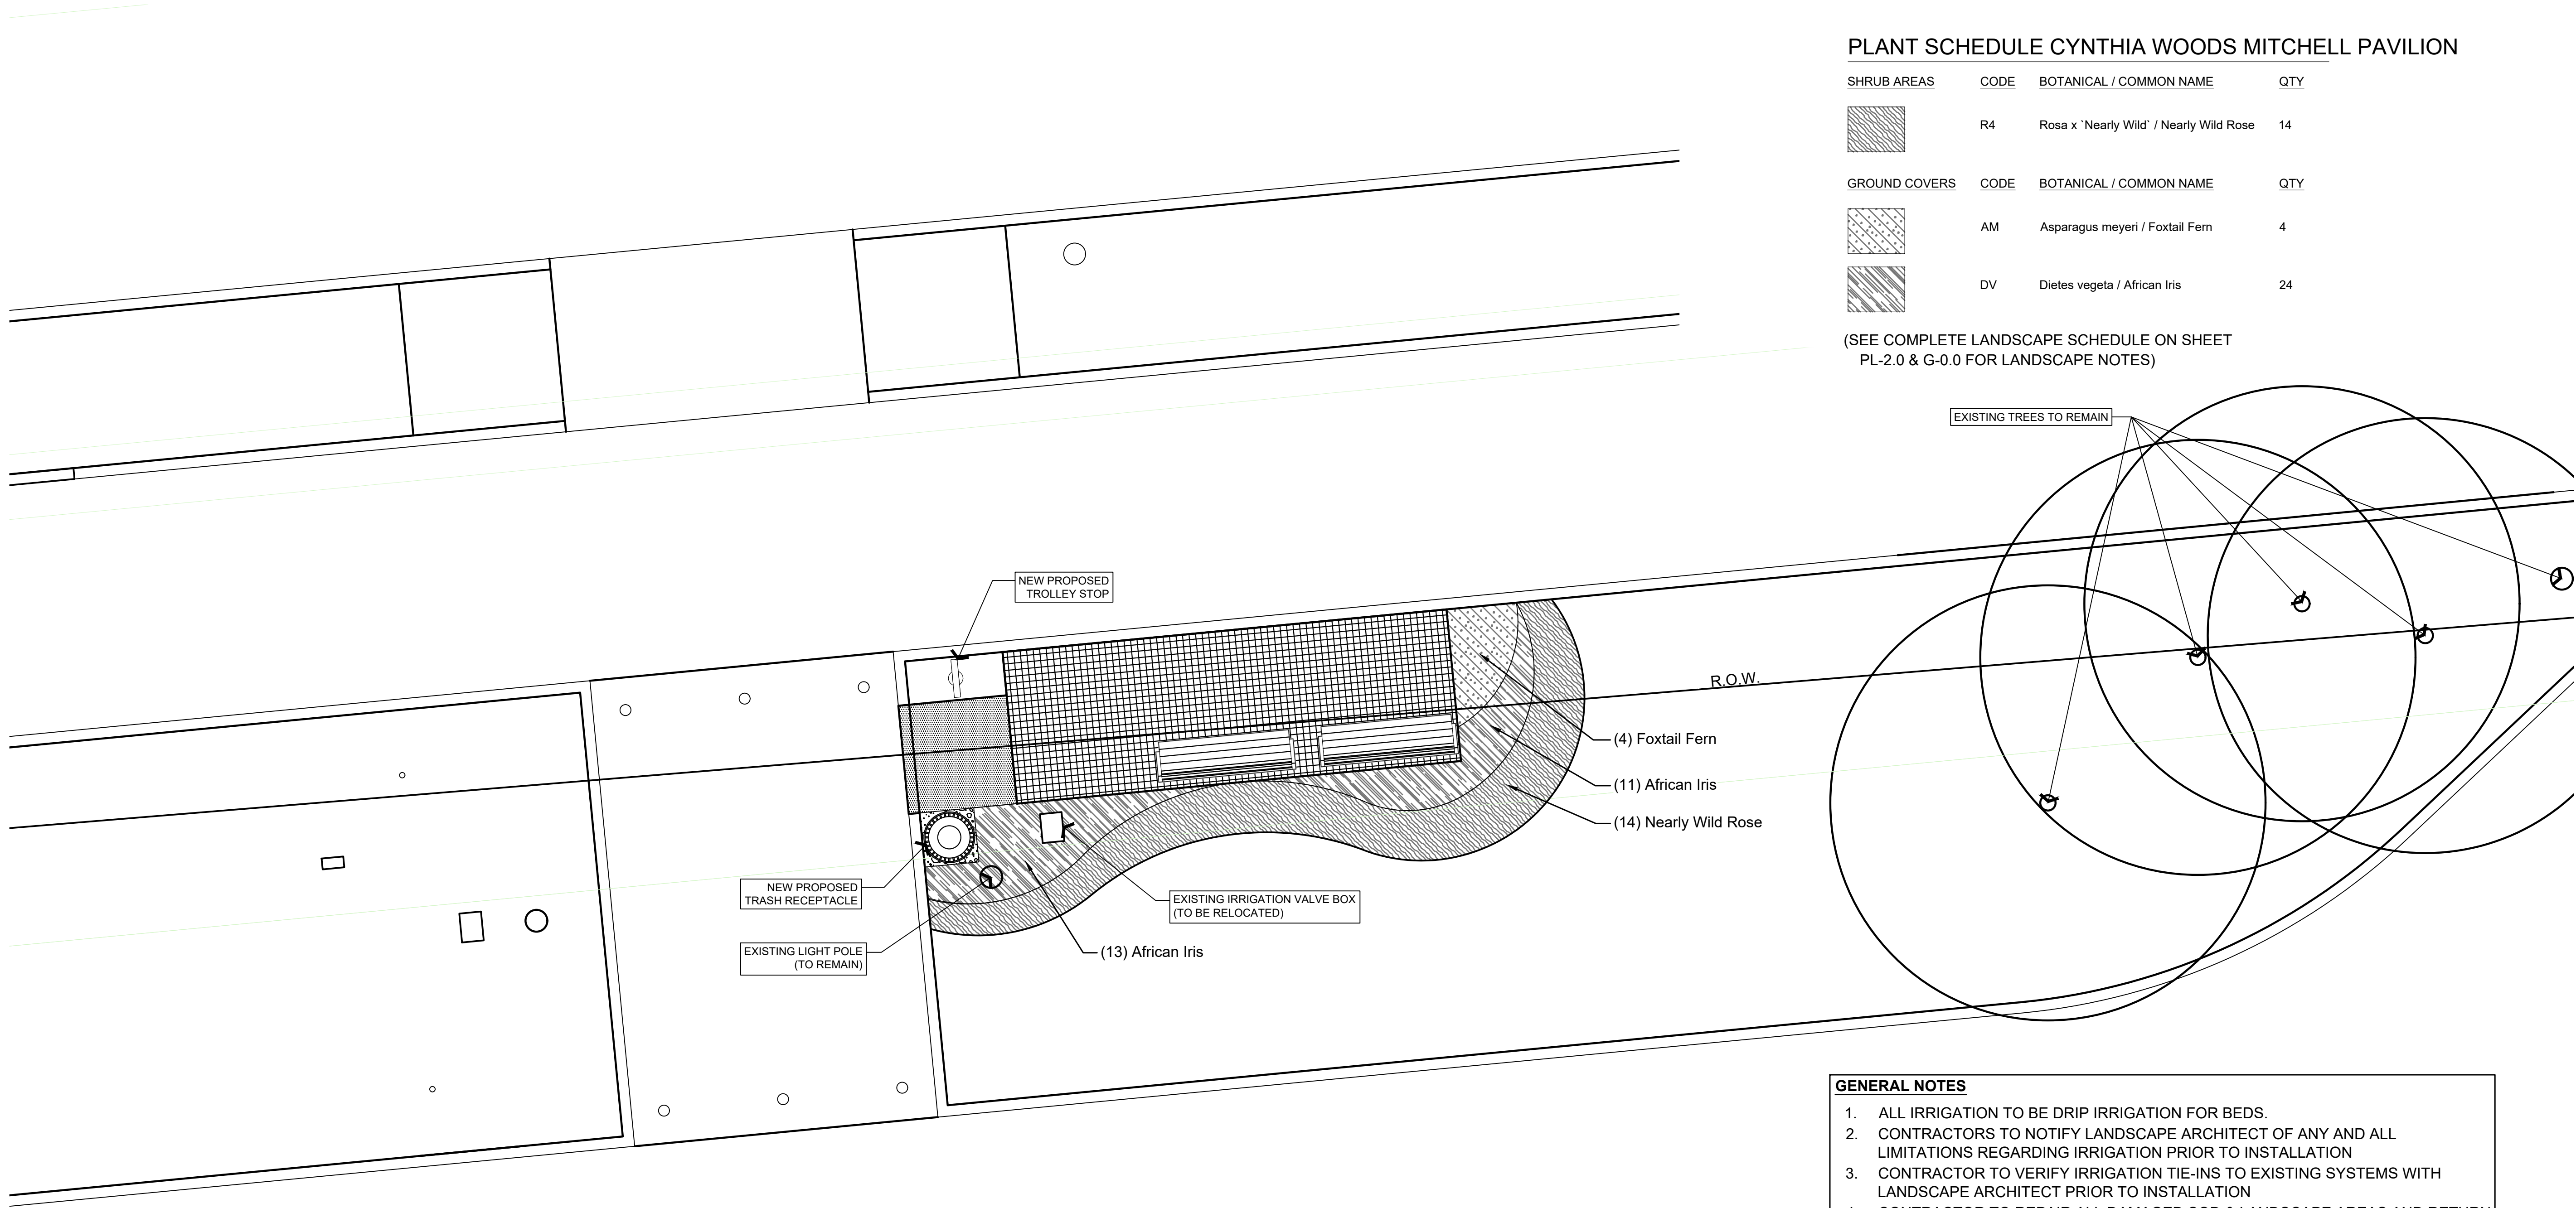 PLANT SCHEDULE CYNTHIA WOODS MITCHELL PAVILION
SHRUB AREAS CODE BOTANICAL / COMMON NAME QTY
R4 Rosa x `Nearly Wild` / Nearly Wild Rose 14
GROUND COVERS CODE BOTANICAL / COMMON NAME QTY
AM Asparagus meyeri / Foxtail Fern 4
DV Dietes vegeta / African Iris 24
(SEE COMPLETE LANDSCAPE SCHEDULE ON SHEET
PL-2.0 & G-0.0 FOR LANDSCAPE NOTES)
EXISTING TREES TO REMAIN
NEW PROPOSED
TROLLEY STOP
R.O.W.
(4) Foxtail Fern
(11) African Iris
(14) Nearly Wild Rose
NEW PROPOSED
TRASH RECEPTACLE
EXISTING IRRIGATION VALVE BOX
(TO BE RELOCATED)
EXISTING LIGHT POLE
(TO REMAIN)
(13) African Iris
GENERAL NOTES
1. ALL IRRIGATION TO BE DRIP IRRIGATION FOR BEDS.
2. CONTRACTORS TO NOTIFY LANDSCAPE ARCHITECT OF ANY AND ALL
LIMITATIONS REGARDING IRRIGATION PRIOR TO INSTALLATION
3. CONTRACTOR TO VERIFY IRRIGATION TIE-INS TO EXISTING SYSTEMS WITH
LANDSCAPE ARCHITECT PRIOR TO INSTALLATION